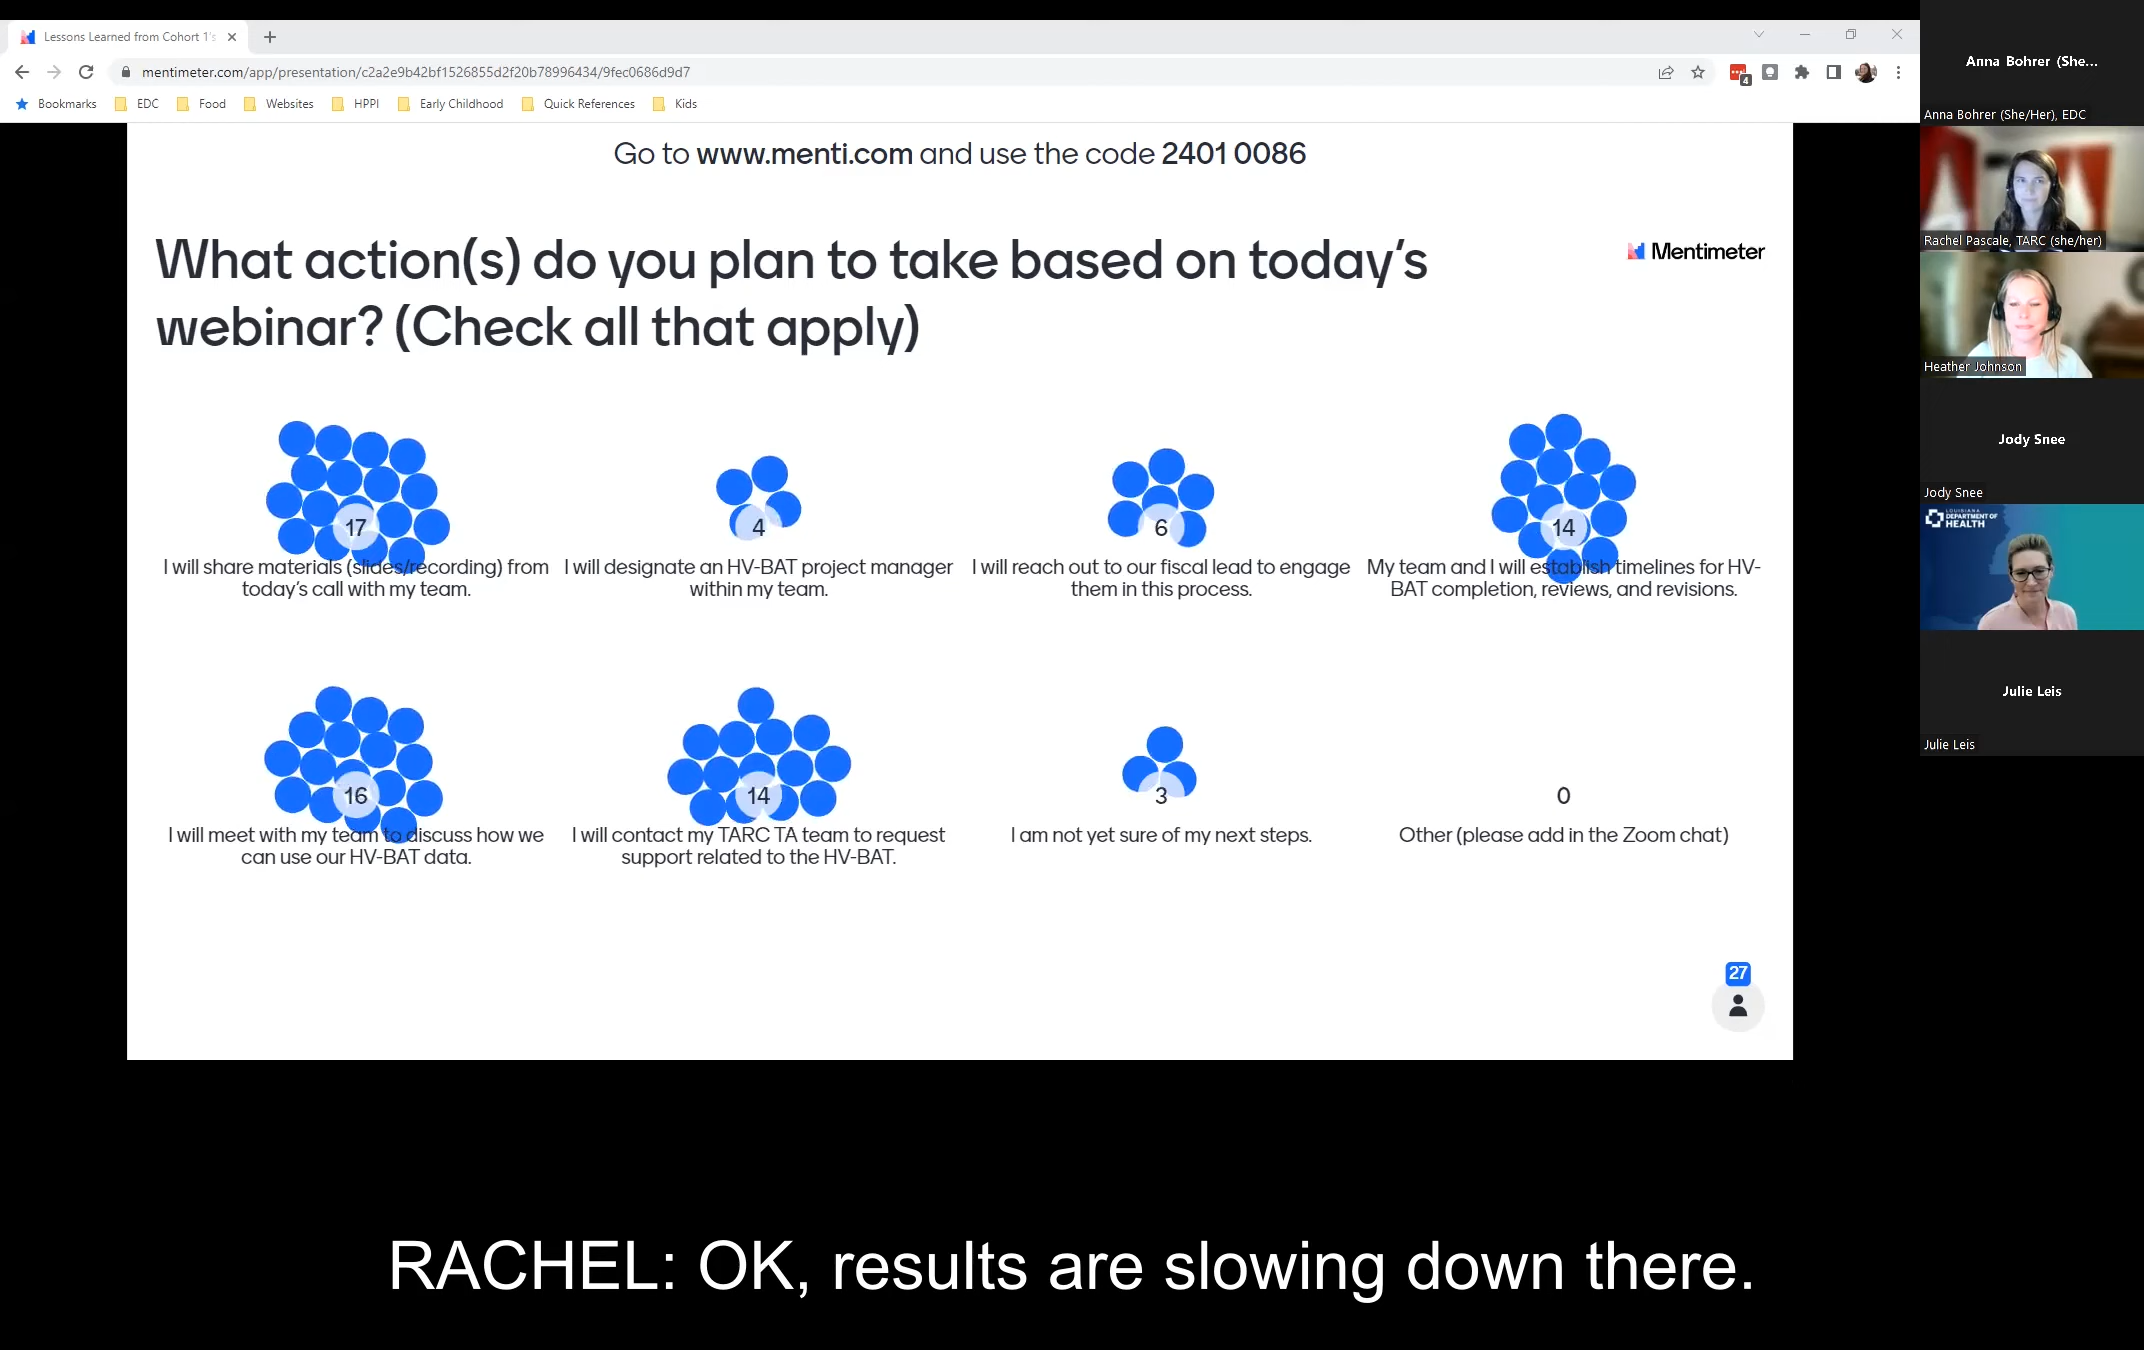 Lessons Learned from Cohort 1's
mentimeter.com/app/presentation/c2a2e9b42bf1526855d2f20b78996434/9fec0686d9d7
4
Bookmarks EDC Food Websites HPPI Early Childhood Quick References Kids
Go to www.menti.com and use the code 2401 0086
What action(s) do you plan to take based on today's
webinar? (Check all that apply)
Mentimeter
17
I will share materials (slides/recording) from
today's call with my team.
4
I will designate an HV-BAT project manager
within my team.
6
I will reach out to our fiscal lead to engage
them in this process.
14
My team and I will establish timelines for HV-
BAT completion, reviews, and revisions.
16
I will meet with my team to discuss how we
can use our HV-BAT data.
14
I will contact my TARC TA team to request
support related to the HV-BAT.
3
I am not yet sure of my next steps.
0
Other (please add in the Zoom chat)
27
Anna Bohrer (She...
Anna Bohrer (She/Her), EDC
Rachel Pascale, TARC (she/her)
Heather Johnson
Jody Snee
Jody Snee
LOUISIANA
DEPARTMENT OF
HEALTH
Julie Leis
Julie Leis
RACHEL: OK, results are slowing down there.